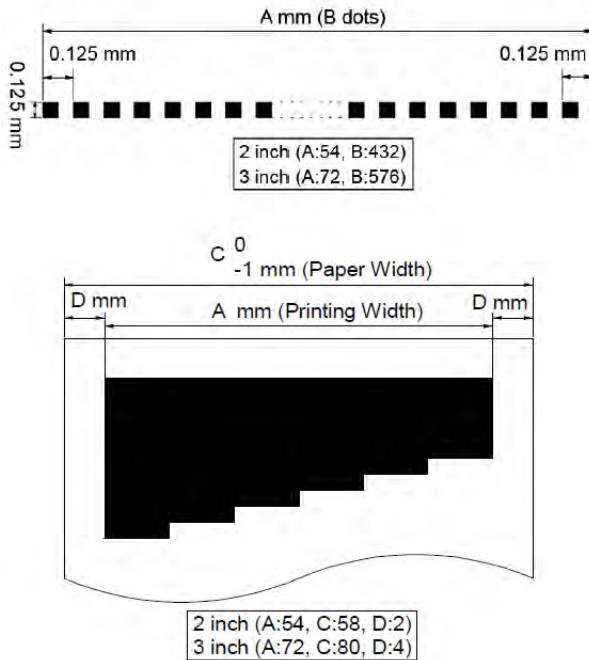 A mm (B dots)
0.125 mm
0.125 mm
0.125 mm
2 inch (A:54, B:432)
3 inch (A:72, B:576)
C 0
-1 mm (Paper Width)
D mm
D mm
A mm (Printing Width)
2 inch (A:54, C:58, D:2)
3 inch (A:72, C:80, D:4)